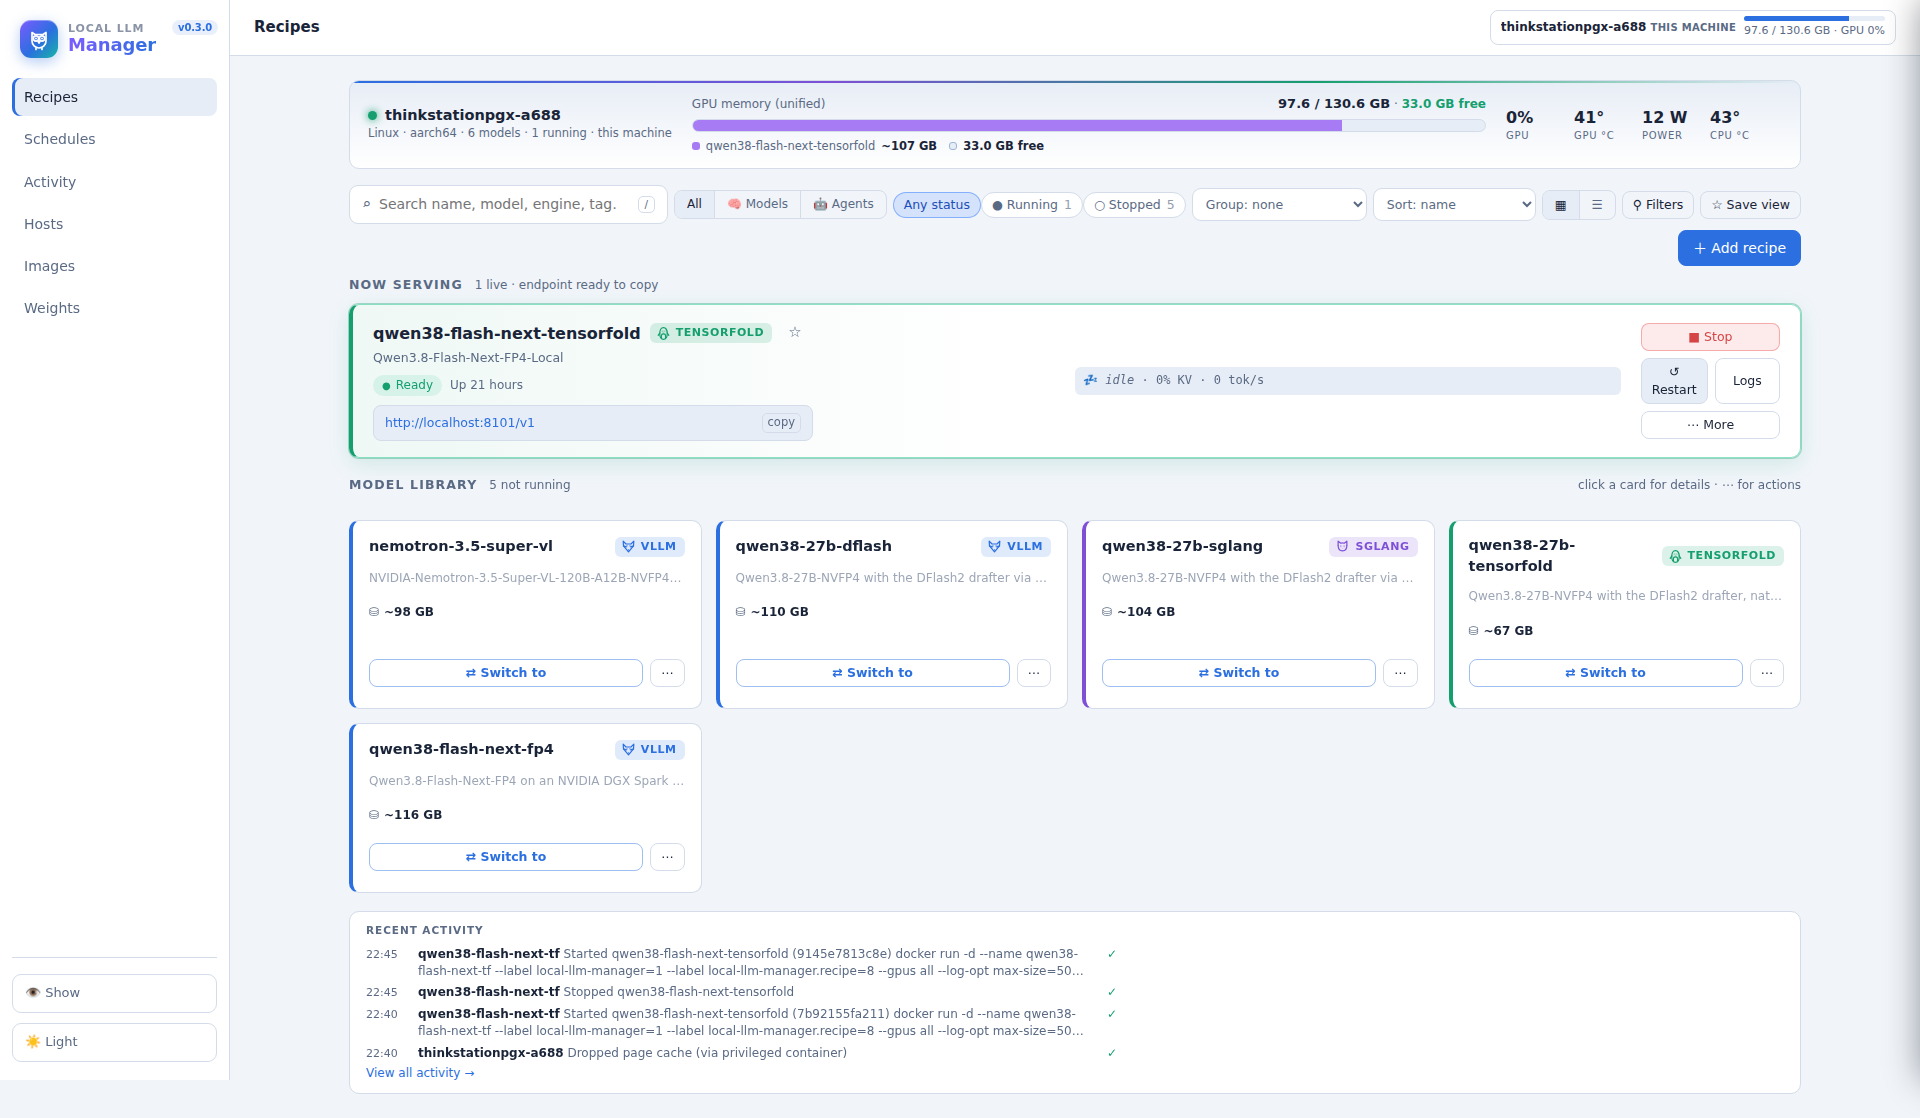 LOCAL LLM
Manager
v0.3.0
Recipes
Schedules
Activity
Hosts
Images
Weights
👁 Show
☀️ Light
Recipes
thinkstationpgx-a688 THIS MACHINE
97.6 / 130.6 GB · GPU 0%
thinkstationpgx-a688
Linux · aarch64 · 6 models · 1 running · this machine
GPU memory (unified)
97.6 / 130.6 GB · 33.0 GB free
qwen38-flash-next-tensorfold ~107 GB 33.0 GB free
0%
GPU
41°
GPU °C
12 W
POWER
43°
CPU °C
Search name, model, engine, tag. /
All
🧠 Models
🤖 Agents
Any status
● Running 1
○ Stopped 5
Group: none
Sort: name
▦
☰
⚲ Filters
☆ Save view
+ Add recipe
NOW SERVING 1 live · endpoint ready to copy
qwen38-flash-next-tensorfold TENSORFOLD ☆
Qwen3.8-Flash-Next-FP4-Local
● Ready Up 21 hours
http://localhost:8101/v1 copy
💤 idle · 0% KV · 0 tok/s
■ Stop
↺ Restart
Logs
⋯ More
MODEL LIBRARY 5 not running
click a card for details · ⋯ for actions
nemotron-3.5-super-vl VLLM
NVIDIA-Nemotron-3.5-Super-VL-120B-A12B-NVFP4…
~98 GB
⇄ Switch to ⋯
qwen38-27b-dflash VLLM
Qwen3.8-27B-NVFP4 with the DFlash2 drafter via …
~110 GB
⇄ Switch to ⋯
qwen38-27b-sglang SGLANG
Qwen3.8-27B-NVFP4 with the DFlash2 drafter via …
~104 GB
⇄ Switch to ⋯
qwen38-27b-
tensorfold TENSORFOLD
Qwen3.8-27B-NVFP4 with the DFlash2 drafter, nat…
~67 GB
⇄ Switch to ⋯
qwen38-flash-next-fp4 VLLM
Qwen3.8-Flash-Next-FP4 on an NVIDIA DGX Spark …
~116 GB
⇄ Switch to ⋯
RECENT ACTIVITY
22:45 qwen38-flash-next-tf Started qwen38-flash-next-tensorfold (9145e7813c8e) docker run -d --name qwen38-
flash-next-tf --label local-llm-manager=1 --label local-llm-manager.recipe=8 --gpus all --log-opt max-size=50… ✓
22:45 qwen38-flash-next-tf Stopped qwen38-flash-next-tensorfold ✓
22:40 qwen38-flash-next-tf Started qwen38-flash-next-tensorfold (7b92155fa211) docker run -d --name qwen38-
flash-next-tf --label local-llm-manager=1 --label local-llm-manager.recipe=8 --gpus all --log-opt max-size=50… ✓
22:40 thinkstationpgx-a688 Dropped page cache (via privileged container) ✓
View all activity →